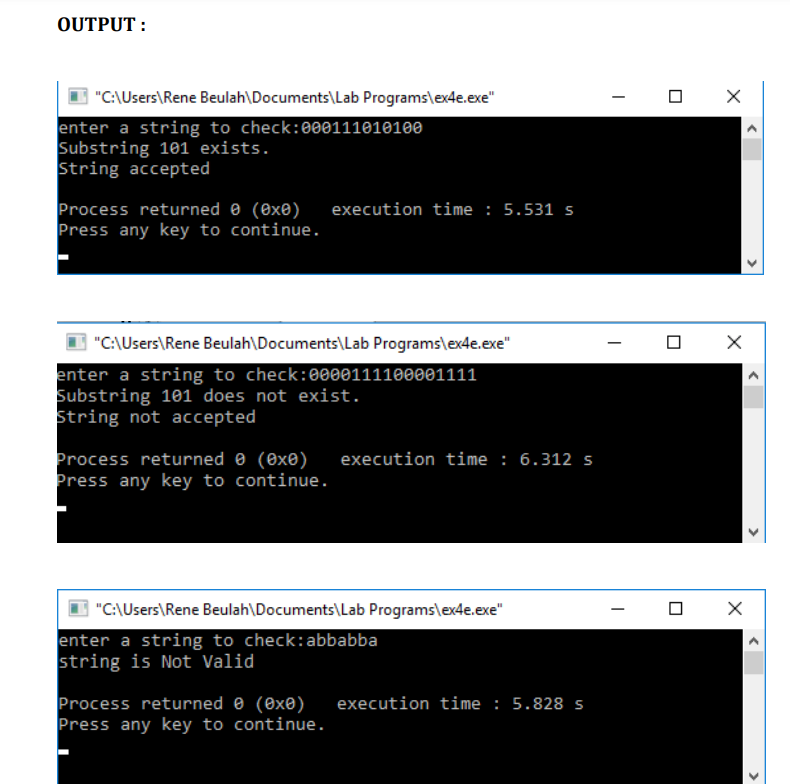 OUTPUT :
"C:\Users\Rene Beulah\Documents\Lab Programs\ex4e.exe"
enter a string to check:000111010100
Substring 101 exists.
String accepted
Process returned 0 (0x0)   execution time : 5.531 s
Press any key to continue.
"C:\Users\Rene Beulah\Documents\Lab Programs\ex4e.exe"
enter a string to check:0000111100001111
Substring 101 does not exist.
String not accepted
Process returned 0 (0x0)   execution time : 6.312 s
Press any key to continue.
"C:\Users\Rene Beulah\Documents\Lab Programs\ex4e.exe"
enter a string to check:abbabba
string is Not Valid
Process returned 0 (0x0)   execution time : 5.828 s
Press any key to continue.